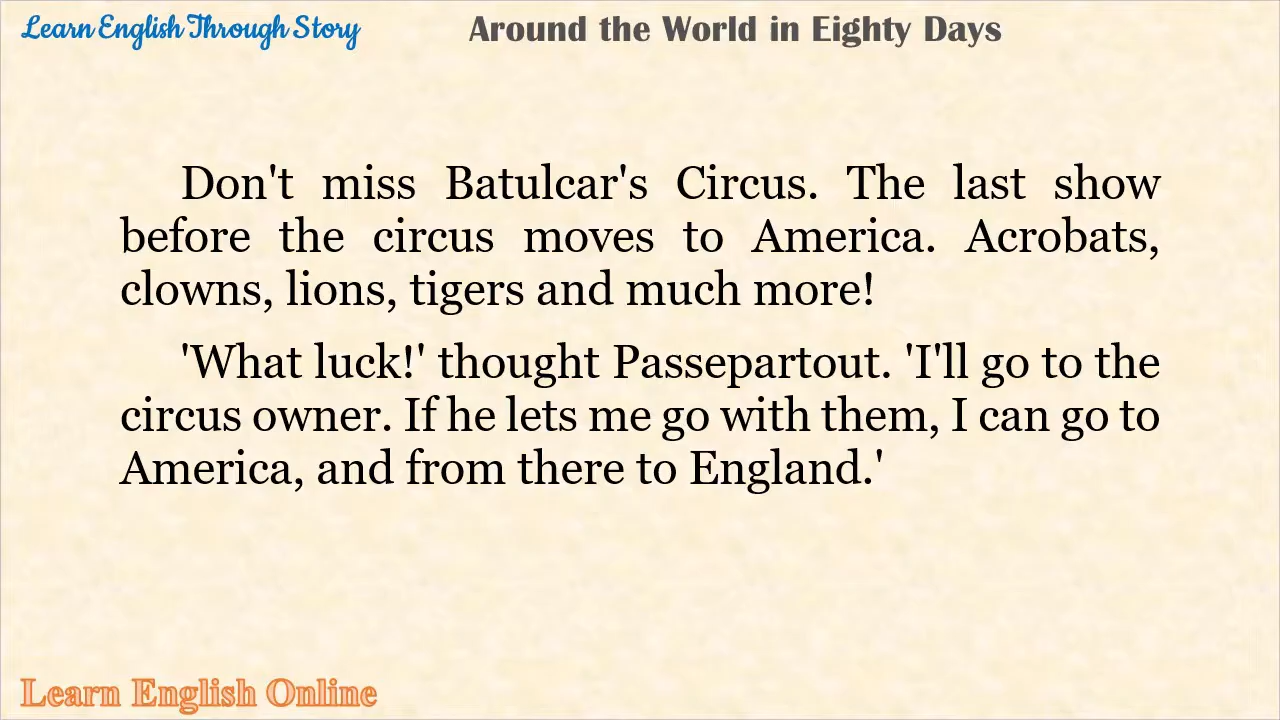 Learn English Through Story
Around the World in Eighty Days
Don't miss Batulcar's Circus. The last show
before the circus moves to America. Acrobats,
clowns, lions, tigers and much more!
'What luck!' thought Passepartout. 'I'll go to the
circus owner. If he lets me go with them, I can go to
America, and from there to England.'
Learn English Online